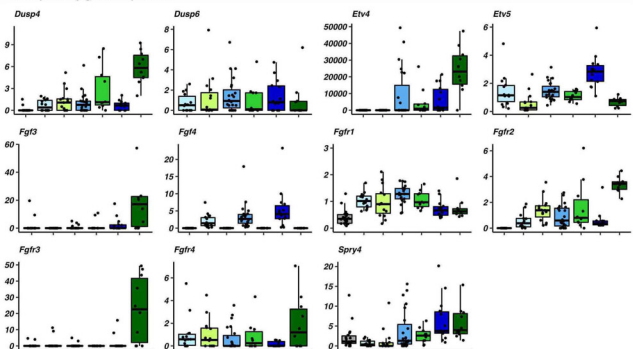 Dusp4 Dusp6 Etv4 Etv5
9 6 3 0
8 6 4 2 0
50000 40000 30000 20000 10000 0
6 4 2 0
Fgf3 Fgf4 Fgfr1 Fgfr2
60 40 20 0
20 15 10 5 0
3 2 1 0
6 4 2 0
Fgfr3 Fgfr4 Spry4
50 40 30 20 10 0
6 4 2 0
20 15 10 5 0